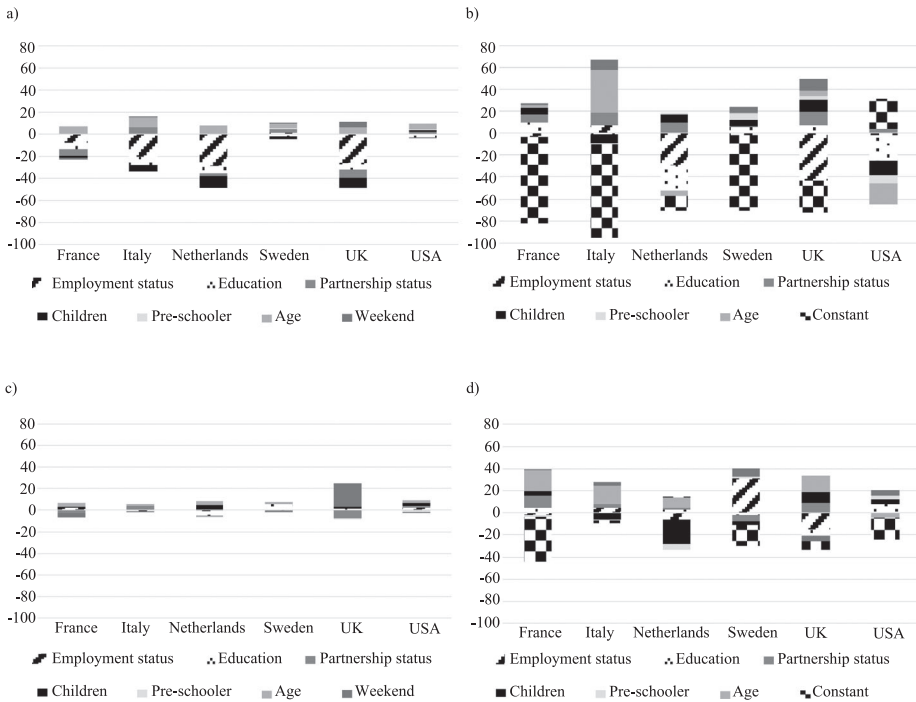 a)
80
60
40
20
0
-20
-40
-60
-80
-100
France Italy Netherlands Sweden UK USA
Employment status Education Partnership status
Children Pre-schooler Age Weekend
b)
80
60
40
20
0
-20
-40
-60
-80
-100
France Italy Netherlands Sweden UK USA
Employment status Education Partnership status
Children Pre-schooler Age Constant
c)
80
60
40
20
0
-20
-40
-60
-80
-100
France Italy Netherlands Sweden UK USA
Employment status Education Partnership status
Children Pre-schooler Age Weekend
d)
80
60
40
20
0
-20
-40
-60
-80
-100
France Italy Netherlands Sweden UK USA
Employment status Education Partnership status
Children Pre-schooler Age Constant